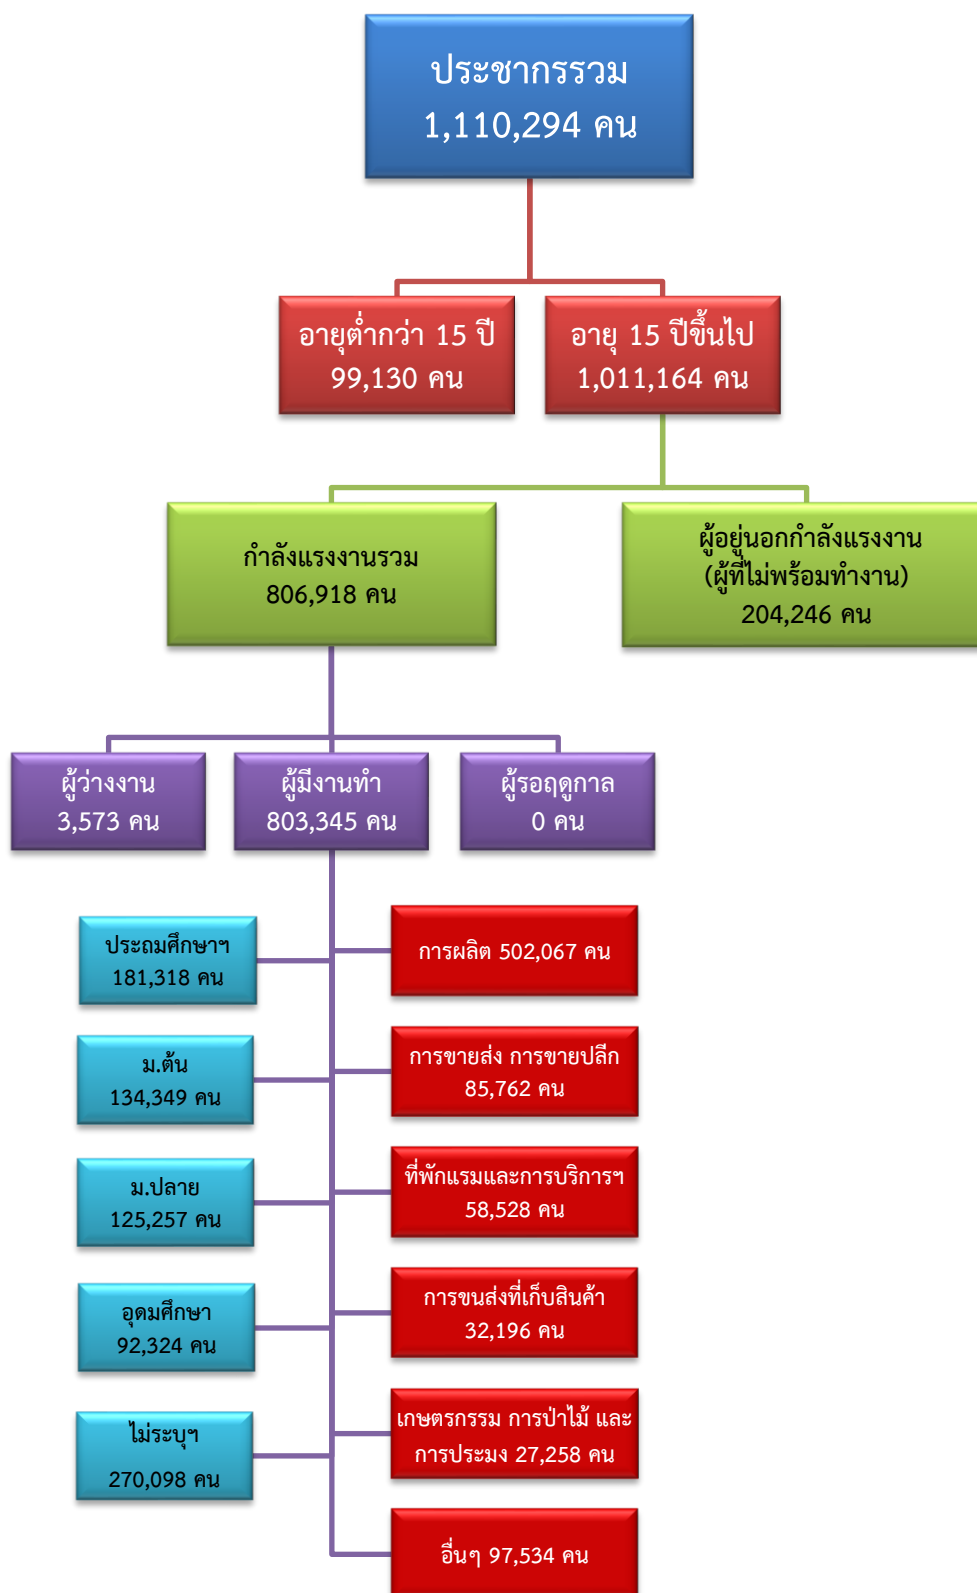 ประชากรรวม
1,110,294 คน
อายุต่ำกว่า 15 ปี
99,130 คน
อายุ 15 ปีขึ้นไป
1,011,164 คน
กำลังแรงงานรวม
806,918 คน
ผู้อยู่นอกกำลังแรงงาน
(ผู้ที่ไม่พร้อมทำงาน)
204,246 คน
ผู้ว่างงาน
3,573 คน
ผู้มีงานทำ
803,345 คน
ผู้รอฤดูกาล
0 คน
ประถมศึกษาฯ
181,318 คน
ม.ต้น
134,349 คน
ม.ปลาย
125,257 คน
อุดมศึกษา
92,324 คน
ไม่ระบุฯ
270,098 คน
การผลิต 502,067 คน
การขายส่ง การขายปลีก
85,762 คน
ที่พักแรมและการบริการฯ
58,528 คน
การขนส่งที่เก็บสินค้า
32,196 คน
เกษตรกรรม การป่าไม้ และ
การประมง 27,258 คน
อื่นๆ 97,534 คน